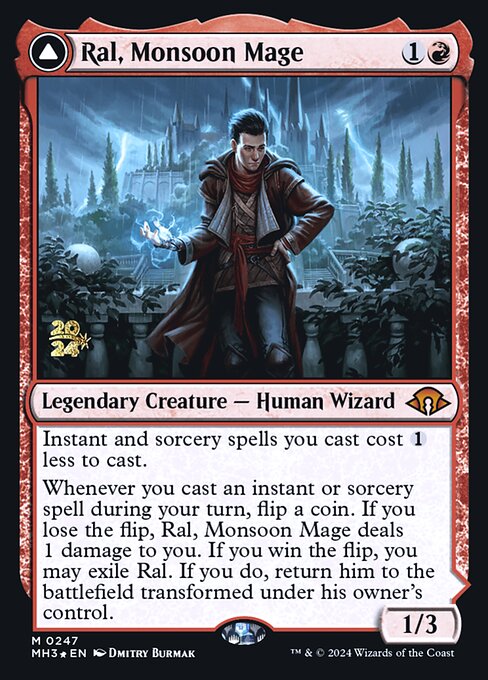 Ral, Monsoon Mage 1
20
24
Legendary Creature — Human Wizard
Instant and sorcery spells you cast cost 1
less to cast.
Whenever you cast an instant or sorcery
spell during your turn, flip a coin. If you
lose the flip, Ral, Monsoon Mage deals
1 damage to you. If you win the flip, you
may exile Ral. If you do, return him to the
battlefield transformed under his owner's
control.
1/3
M 0247
MH3★EN Dmitry Burmak
™ & © 2024 Wizards of the Coast